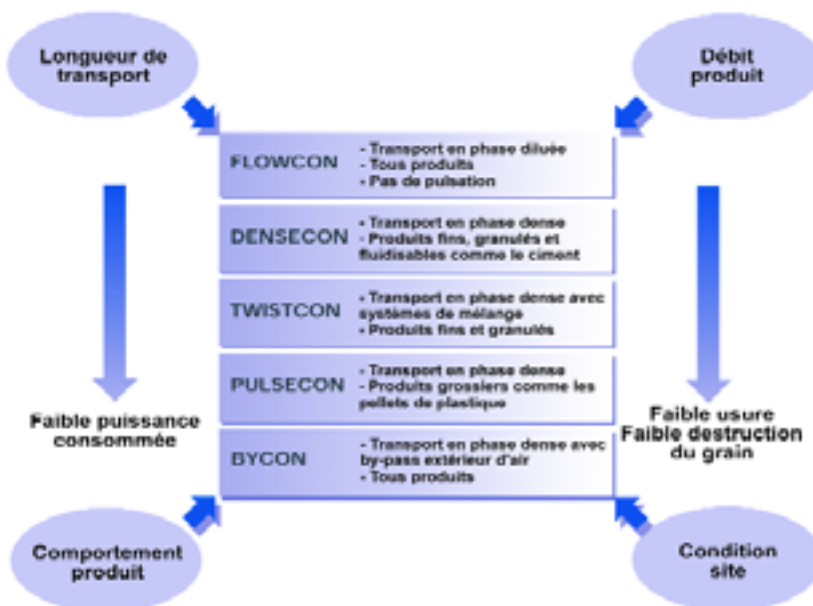 Longueur de
transport
Débit
produit
FLOWCON
- Transport en phase diluée
- Tous produits
- Pas de pulsation
DENSECON
- Transport en phase dense
- Produits fins, granulés et
fluidisables comme le ciment
TWISTCON
- Transport en phase dense avec
systèmes de mélange
- Produits fins et granulés
PULSECON
- Transport en phase dense
- Produits grossiers comme les
pellets de plastique
BYCON
- Transport en phase dense avec
by-pass extérieur d'air
- Tous produits
Faible puissance
consommée
Faible usure
Faible destruction
du grain
Comportement
produit
Condition
site